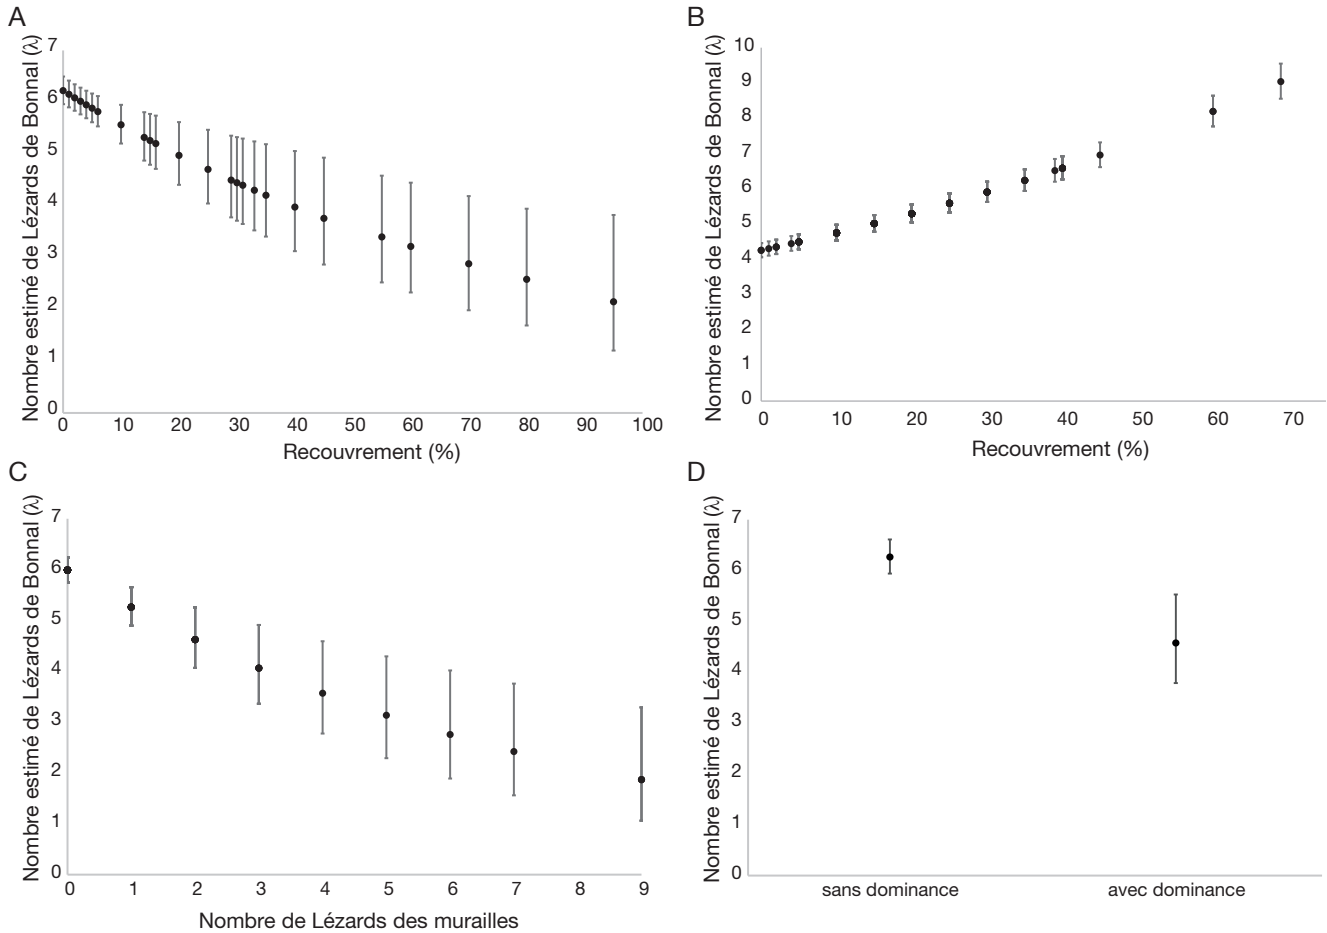 A
Nombre estimé de Lézards de Bonnal (λ)
7
6
5
4
3
2
1
0
0 10 20 30 40 50 60 70 80 90 100
Recouvrement (%)
B
Nombre estimé de Lézards de Bonnal (λ)
10
9
8
7
6
5
4
3
2
1
0
0 10 20 30 40 50 60 70
Recouvrement (%)
C
Nombre estimé de Lézards de Bonnal (λ)
7
6
5
4
3
2
1
0
0 1 2 3 4 5 6 7 8 9
Nombre de Lézards des murailles
D
Nombre estimé de Lézards de Bonnal (λ)
7
6
5
4
3
2
1
0
sans dominance avec dominance